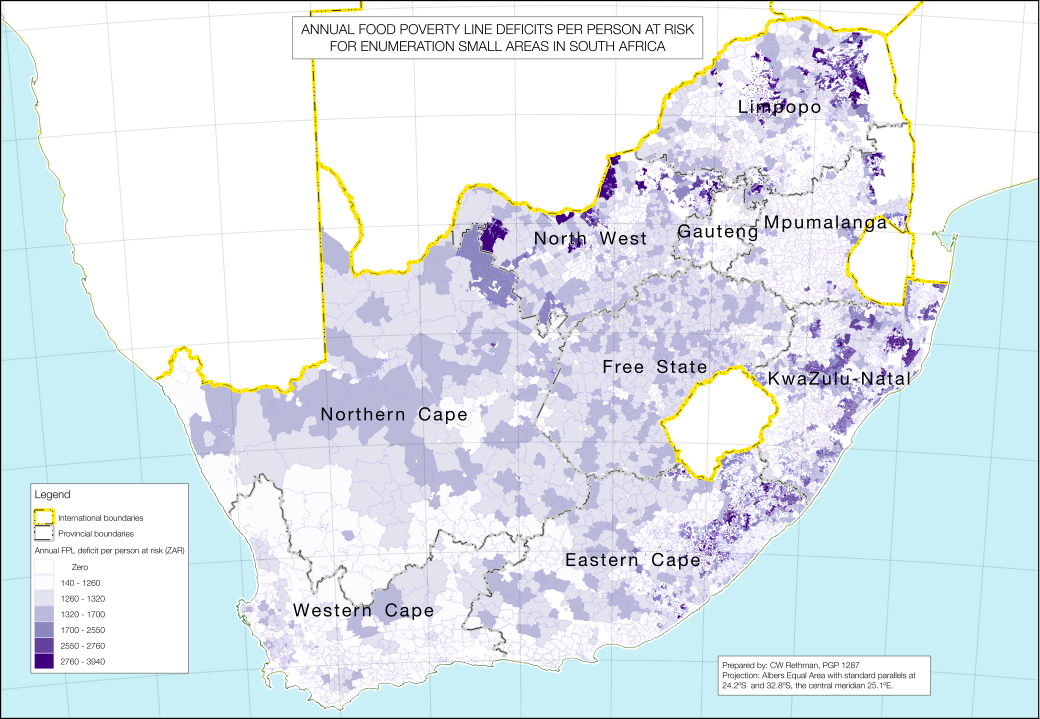 ANNUAL FOOD POVERTY LINE DEFICITS PER PERSON AT RISK
FOR ENUMERATION SMALL AREAS IN SOUTH AFRICA
Limpopo
Mpumalanga
Gauteng
North West
Free State
KwaZulu-Natal
Northern Cape
Eastern Cape
Western Cape
Legend
International boundaries
Provincial boundaries
Annual FPL deficit per person at risk (ZAR)
Zero
140 - 1260
1260 - 1320
1320 - 1700
1700 - 2550
2550 - 2760
2760 - 3940
Prepared by: CW Rethman, PGP 1287
Projection: Albers Equal Area with standard parallels at
24.2ºS and 32.8ºS, the central meridian 25.1ºE.